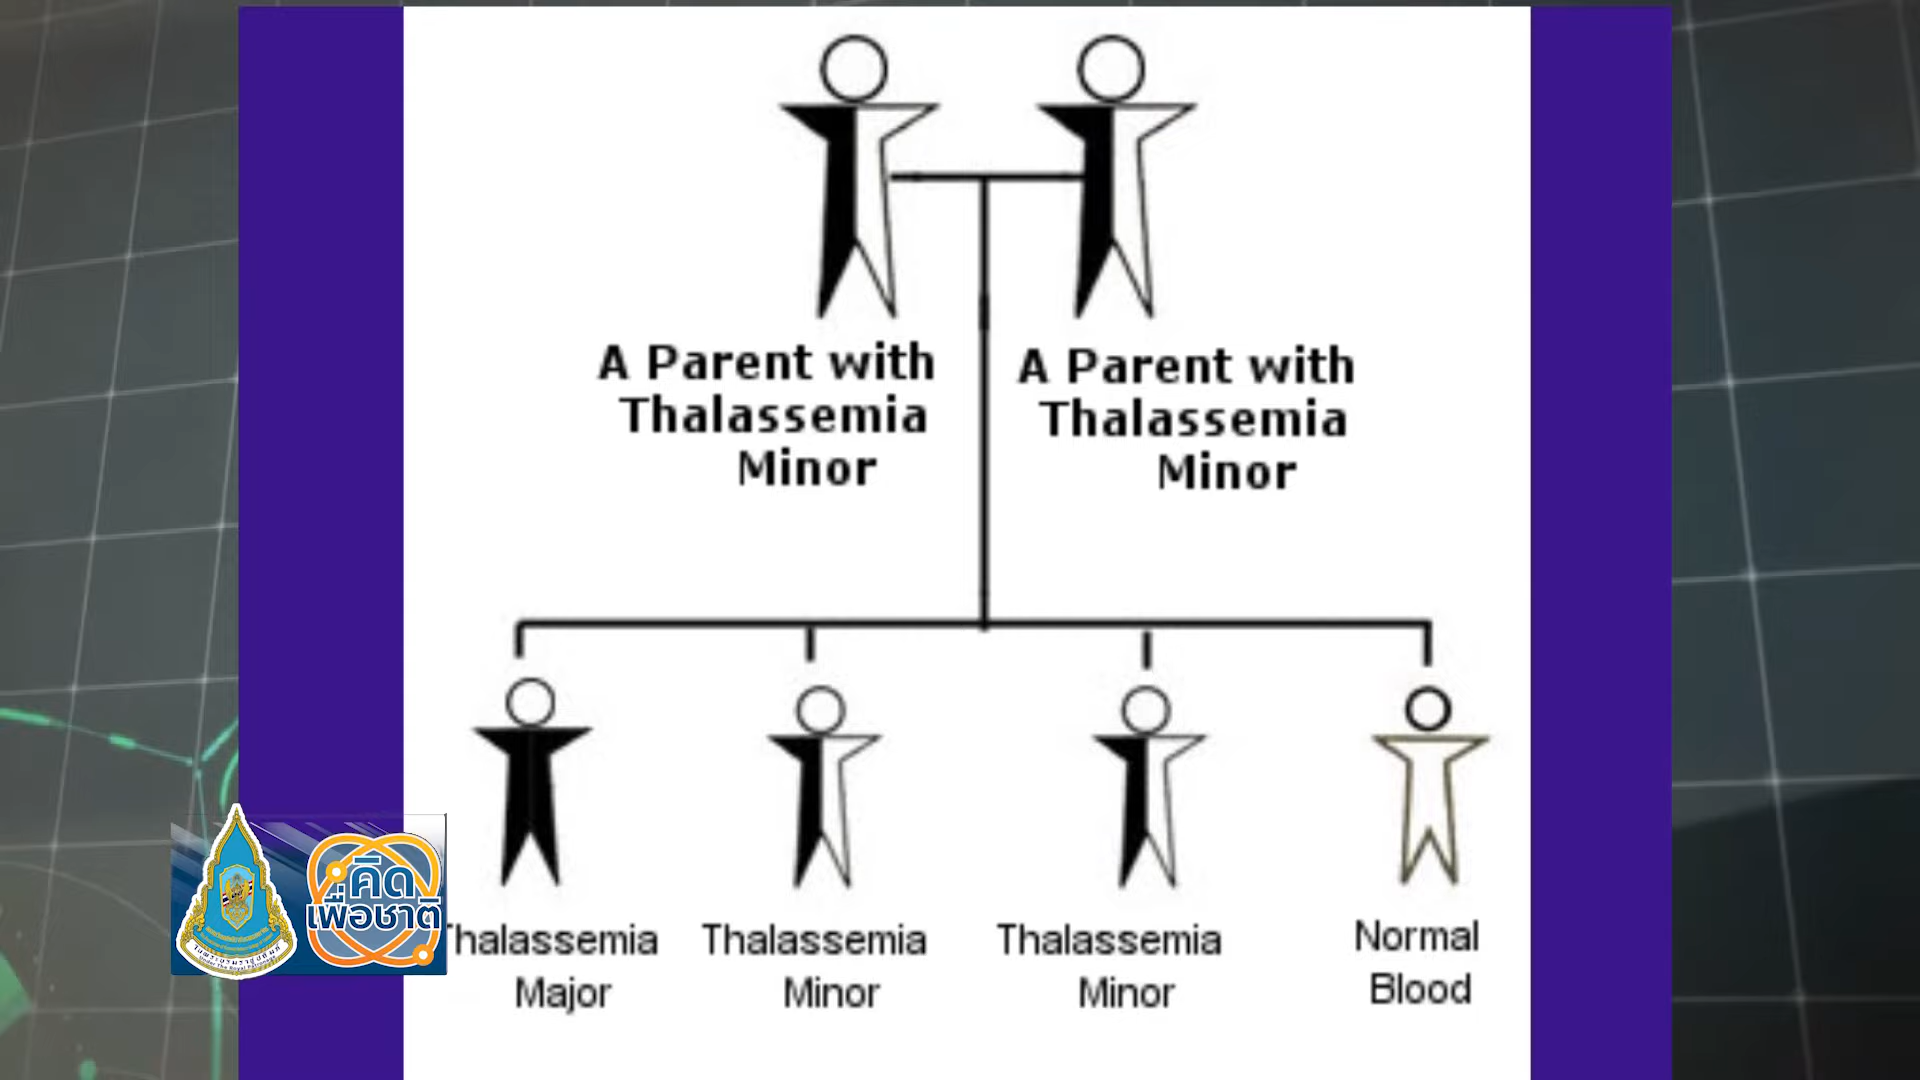 A Parent with
Thalassemia
Minor
A Parent with
Thalassemia
Minor
Thalassemia
Major
Thalassemia
Minor
Thalassemia
Minor
Normal
Blood
คิด
เพื่อชาติ